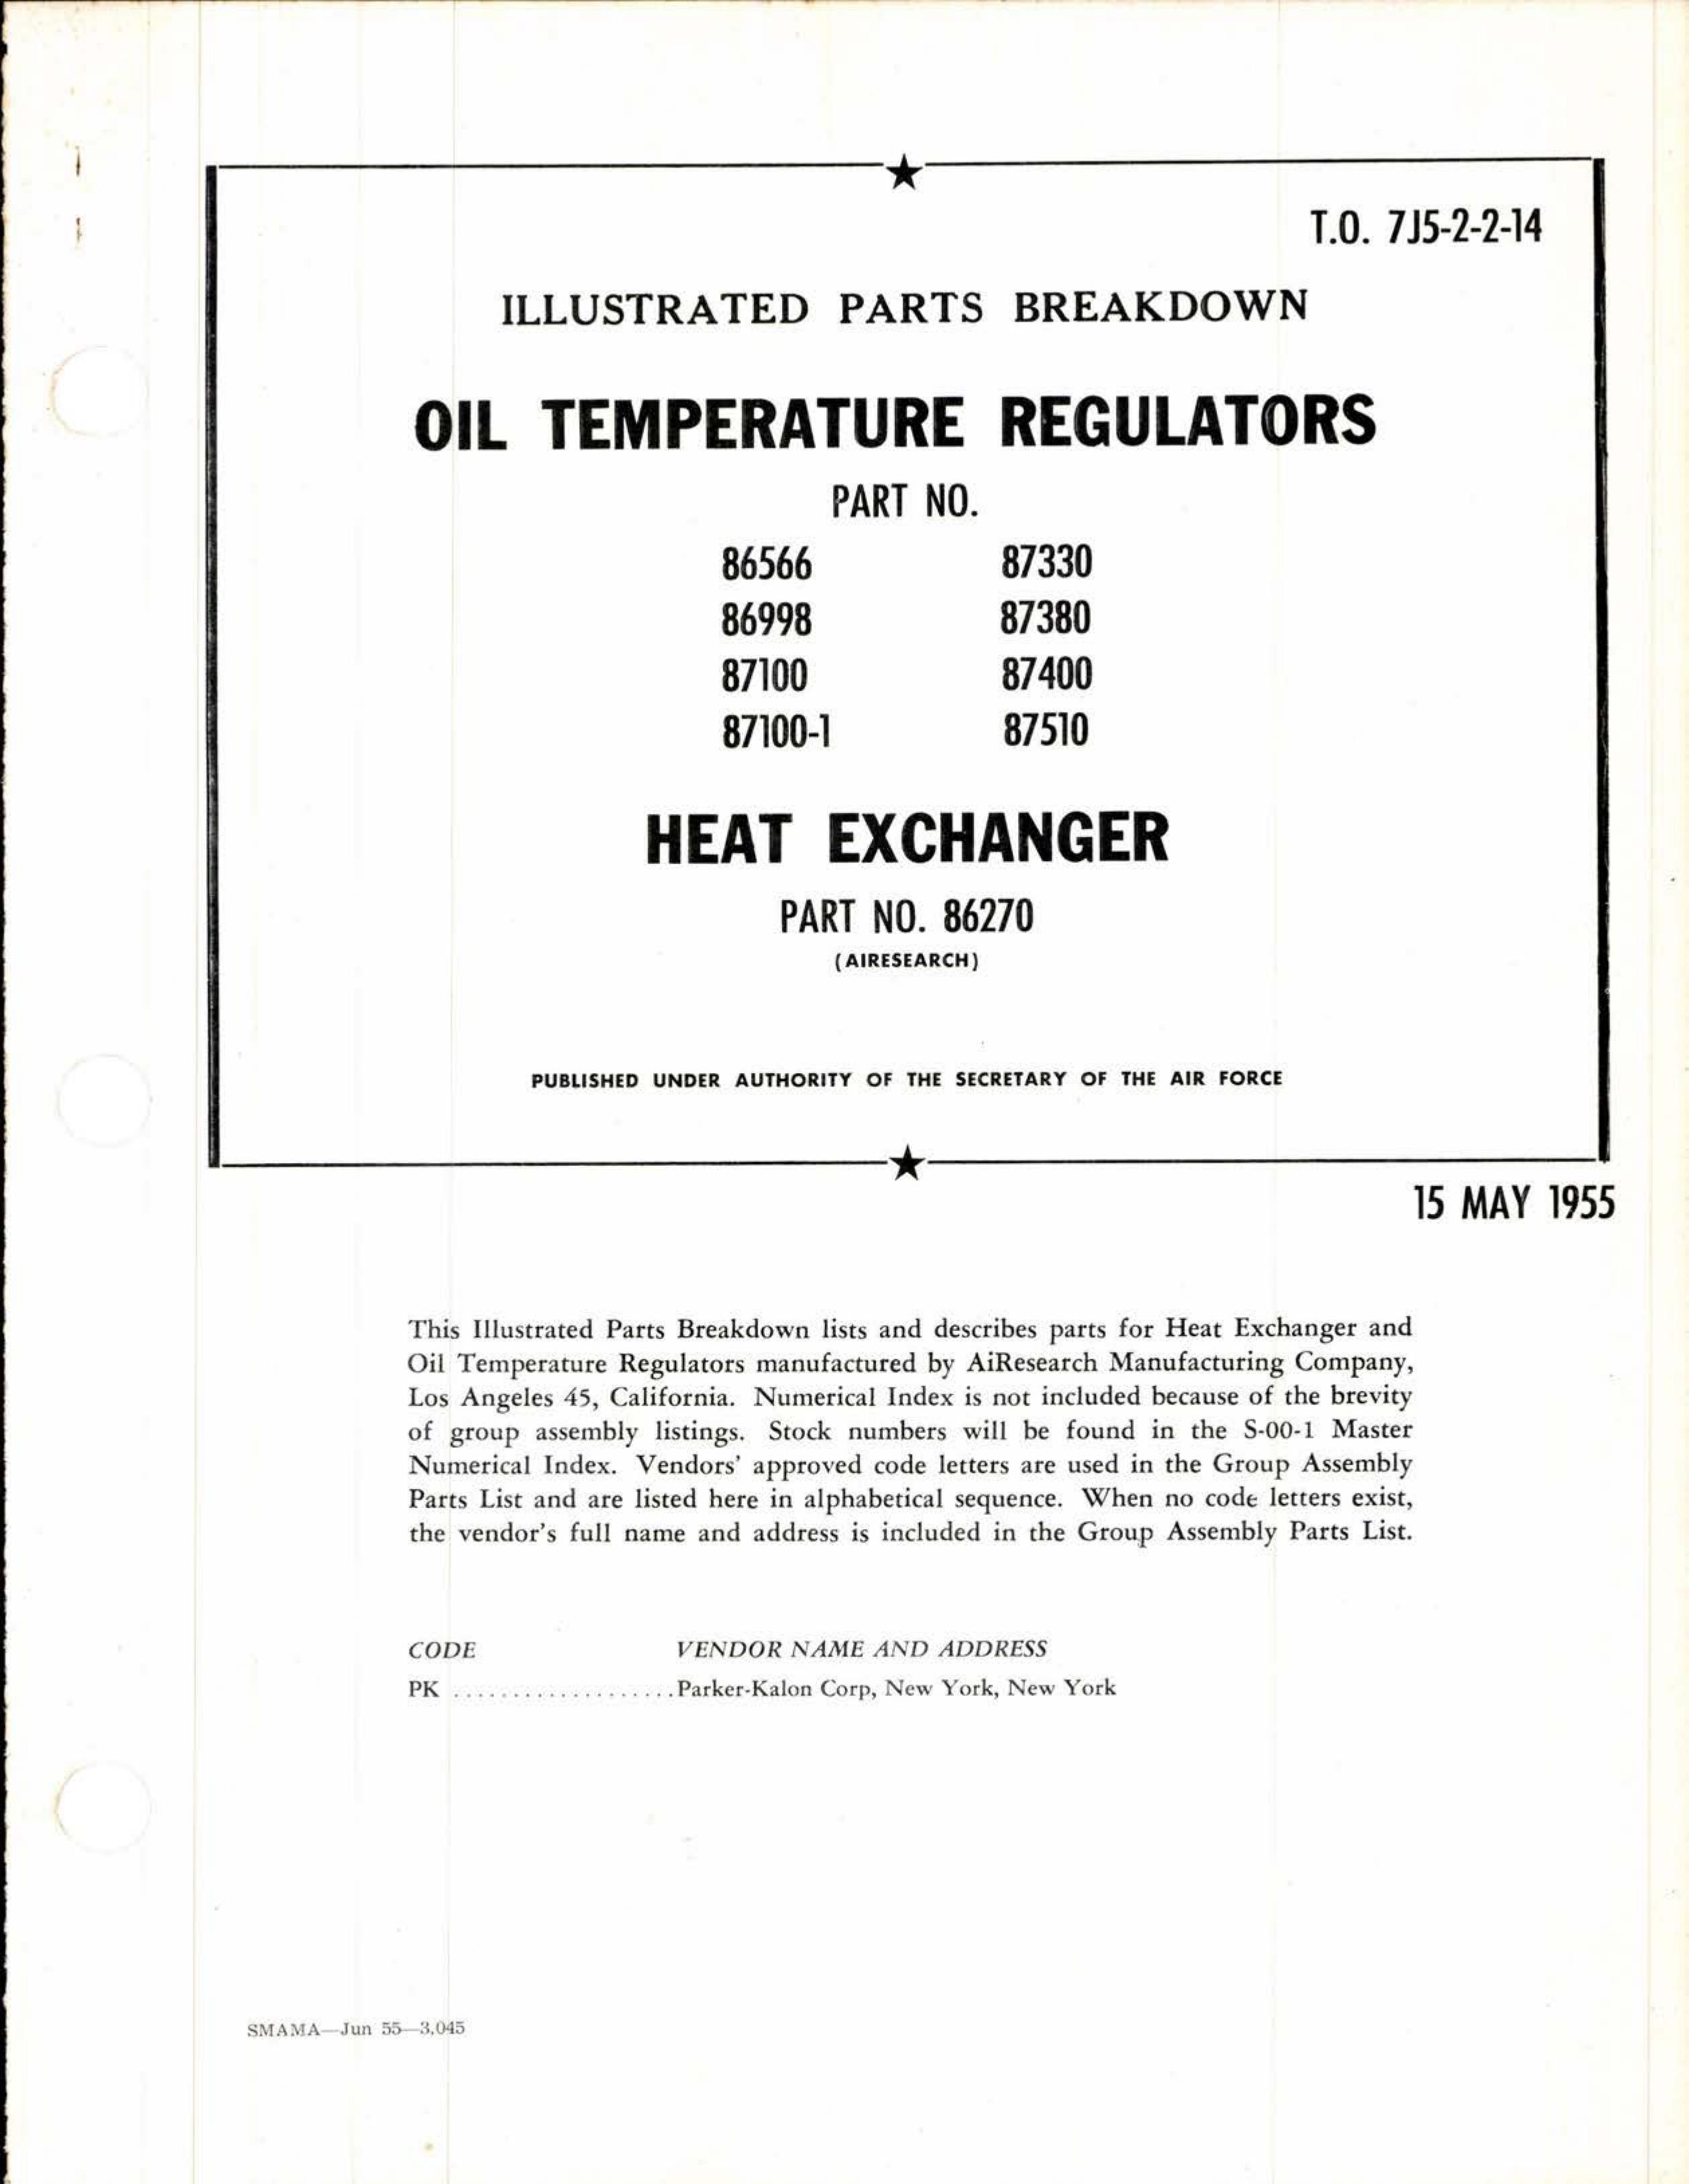 T.O. 7J5-2-2-14
ILLUSTRATED PARTS BREAKDOWN
OIL TEMPERATURE REGULATORS
PART NO.
86566 87330
86998 87380
87100 87400
87100-1 87510
HEAT EXCHANGER
PART NO. 86270
(AIRESEARCH)
PUBLISHED UNDER AUTHORITY OF THE SECRETARY OF THE AIR FORCE
15 MAY 1955
This Illustrated Parts Breakdown lists and describes parts for Heat Exchanger and
Oil Temperature Regulators manufactured by AiResearch Manufacturing Company,
Los Angeles 45, California. Numerical Index is not included because of the brevity
of group assembly listings. Stock numbers will be found in the S-00-1 Master
Numerical Index. Vendors' approved code letters are used in the Group Assembly
Parts List and are listed here in alphabetical sequence. When no code letters exist,
the vendor's full name and address is included in the Group Assembly Parts List.
CODE VENDOR NAME AND ADDRESS
PK ................... Parker-Kalon Corp, New York, New York
SMAMA—Jun 55—3,045